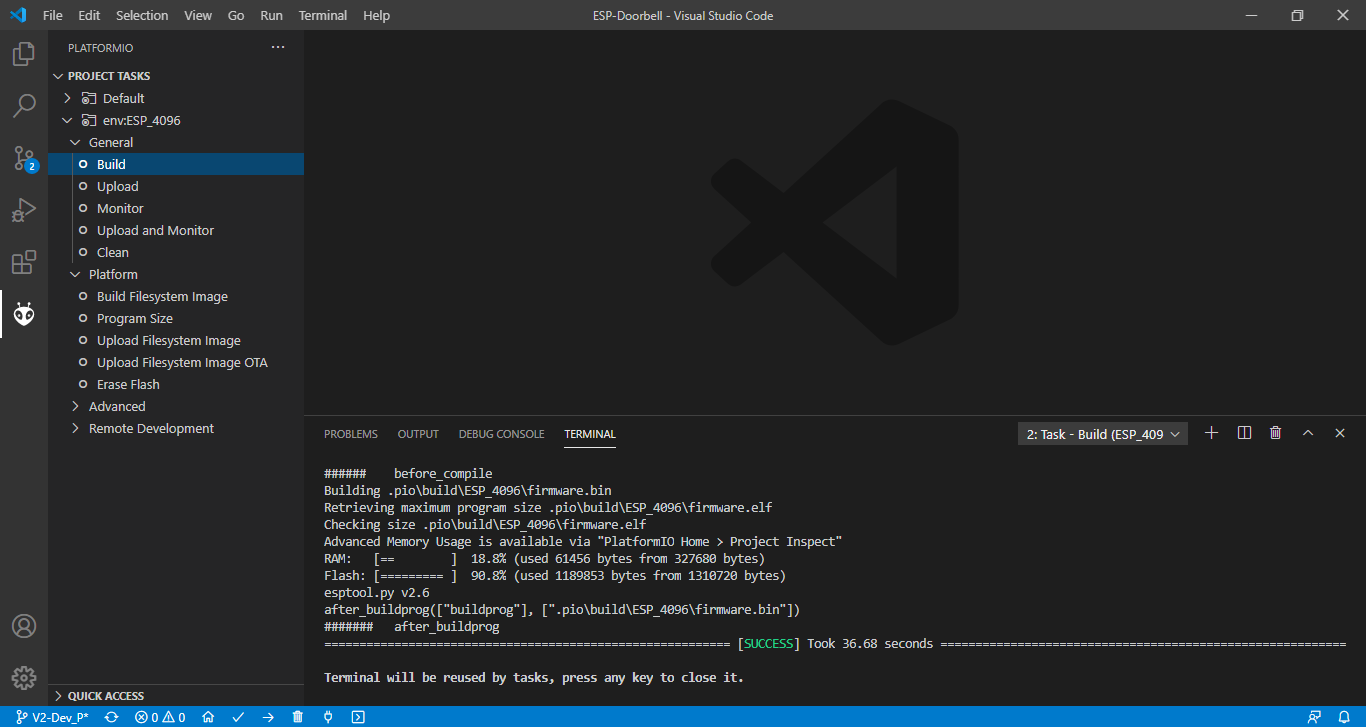 File Edit Selection View Go Run Terminal Help
ESP-Doorbell - Visual Studio Code
PLATFORMIO
PROJECT TASKS
Default
env:ESP_4096
General
Build
Upload
Monitor
Upload and Monitor
Clean
Platform
Build Filesystem Image
Program Size
Upload Filesystem Image
Upload Filesystem Image OTA
Erase Flash
Advanced
Remote Development
QUICK ACCESS
2
PROBLEMS OUTPUT DEBUG CONSOLE TERMINAL
2: Task - Build (ESP_409
###### before_compile
Building .pio\build\ESP_4096\firmware.bin
Retrieving maximum program size .pio\build\ESP_4096\firmware.elf
Checking size .pio\build\ESP_4096\firmware.elf
Advanced Memory Usage is available via "PlatformIO Home > Project Inspect"
RAM:   [==        ]  18.8% (used 61456 bytes from 327680 bytes)
Flash: [========= ]  90.8% (used 1189853 bytes from 1310720 bytes)
esptool.py v2.6
after_buildprog(["buildprog"], [".pio\build\ESP_4096\firmware.bin"])
####### after_buildprog
========================================================== [SUCCESS] Took 36.68 seconds ==========================================================
Terminal will be reused by tasks, press any key to close it.
V2-Dev_P* 0 0